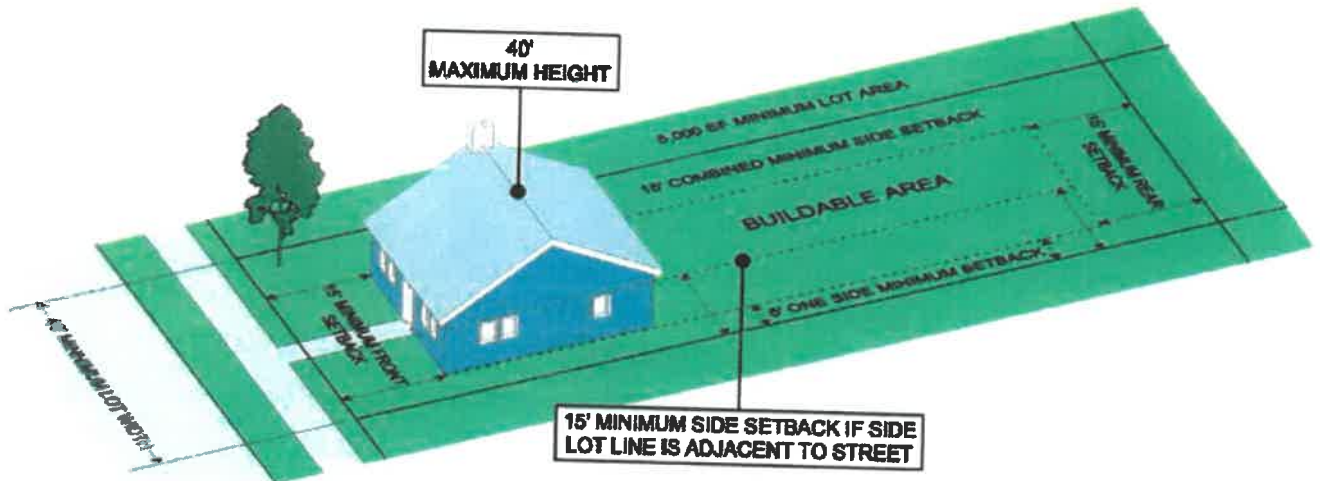 40'
MAXIMUM HEIGHT
5,000 SF MINIMUM LOT AREA
15' COMBINED MINIMUM SIDE SETBACK
BUILDABLE AREA
15' MINIMUM REAR
SETBACK
5' ONE SIDE MINIMUM SETBACK
15' MINIMUM FRONT
SETBACK
40' MINIMUM LOT WIDTH
15' MINIMUM SIDE SETBACK IF SIDE
LOT LINE IS ADJACENT TO STREET